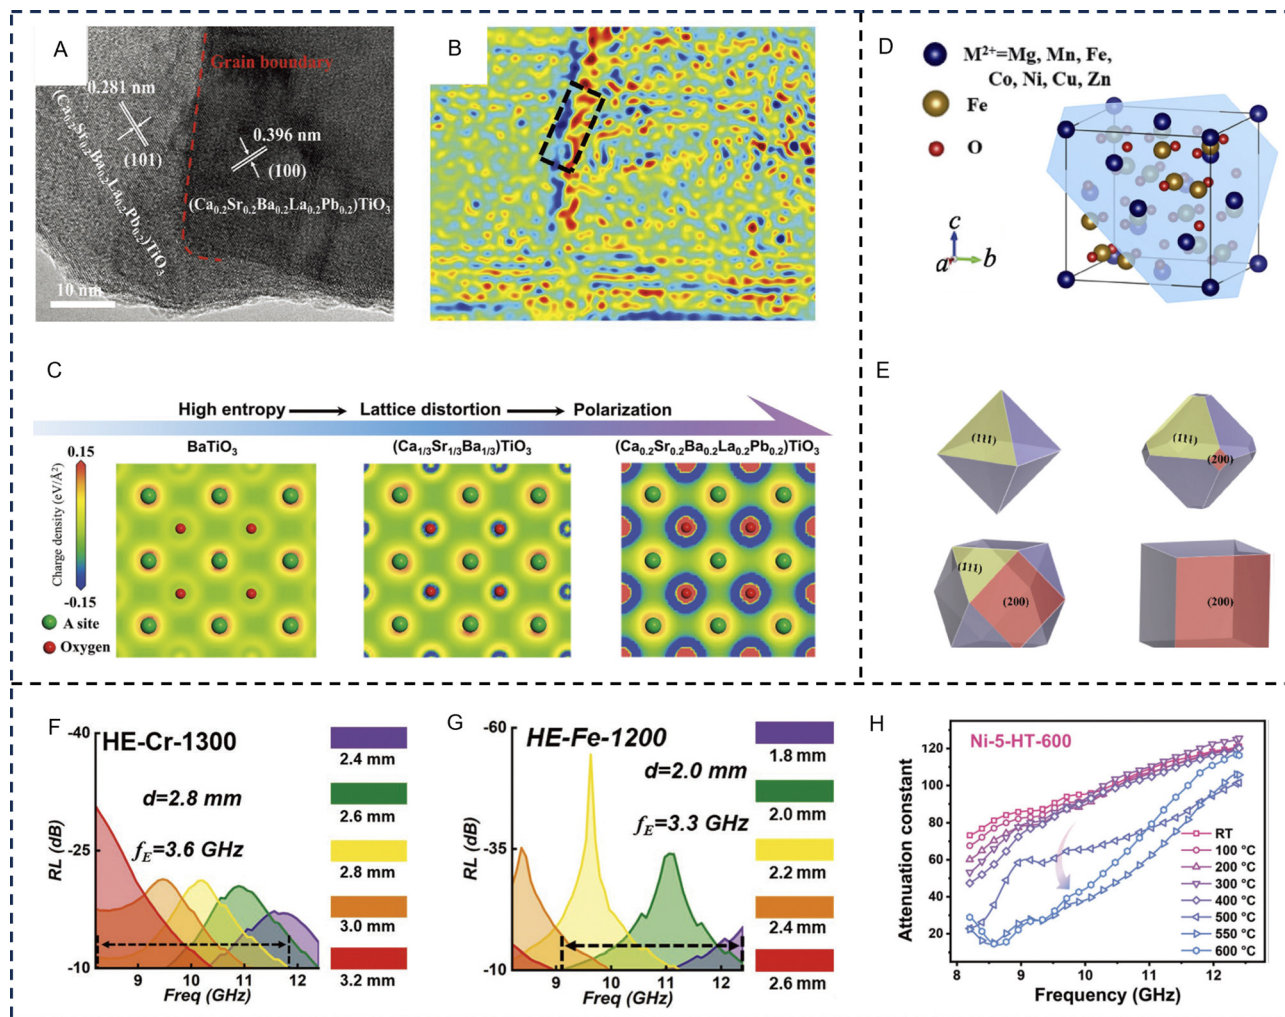 A
Grain boundary
0.281 nm
(101)
0.396 nm
(100)
(Ca0.2Sr0.2Ba0.2La0.2Pb0.2)TiO3
(Ca0.2Sr0.2Ba0.2La0.2Pb0.2)TiO3
10 nm
B
C
High entropy
Lattice distortion
Polarization
BaTiO3
(Ca1/3Sr1/3Ba1/3)TiO3
(Ca0.2Sr0.2Ba0.2La0.2Pb0.2)TiO3
0.15
Charge density (eV/Å²)
-0.15
A site
Oxygen
D
M²⁺=Mg, Mn, Fe,
Co, Ni, Cu, Zn
Fe
O
c
a
b
E
(111)
(111)
(200)
(111)
(200)
(200)
F
HE-Cr-1300
d=2.8 mm
fE=3.6 GHz
-40
-25
-10
RL (dB)
9
10
11
12
Freq (GHz)
2.4 mm
2.6 mm
2.8 mm
3.0 mm
3.2 mm
G
HE-Fe-1200
d=2.0 mm
fE=3.3 GHz
-60
-35
-10
RL (dB)
9
10
11
12
Freq (GHz)
1.8 mm
2.0 mm
2.2 mm
2.4 mm
2.6 mm
H
Ni-5-HT-600
Attenuation constant
120
100
80
60
40
20
8
9
10
11
12
13
Frequency (GHz)
RT
100 °C
200 °C
300 °C
400 °C
500 °C
550 °C
600 °C